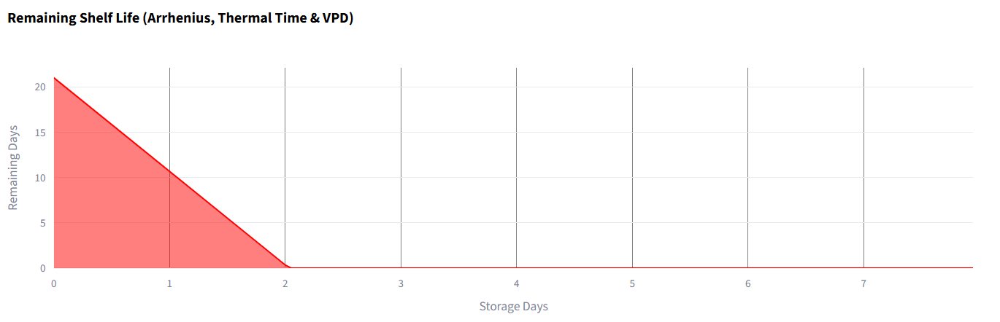 Remaining Shelf Life (Arrhenius, Thermal Time & VPD)
Remaining Days
20
15
10
5
0
0 1 2 3 4 5 6 7
Storage Days